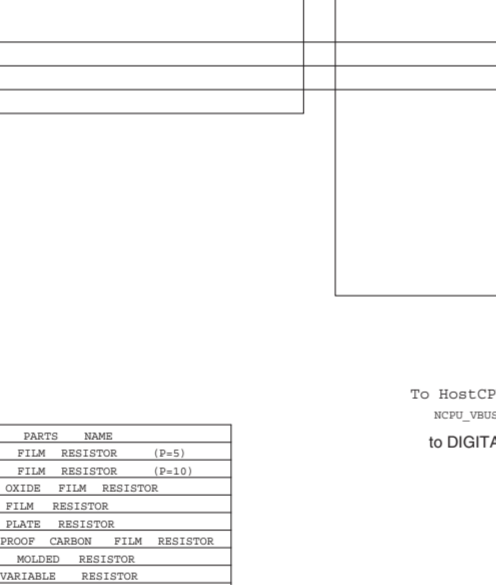 To HostCP
NCPU_VBUS
to DIGITA
PARTS NAME
FILM RESISTOR (P=5)
FILM RESISTOR (P=10)
OXIDE FILM RESISTOR
FILM RESISTOR
PLATE RESISTOR
PROOF CARBON FILM RESISTOR
MOLDED RESISTOR
VARIABLE RESISTOR